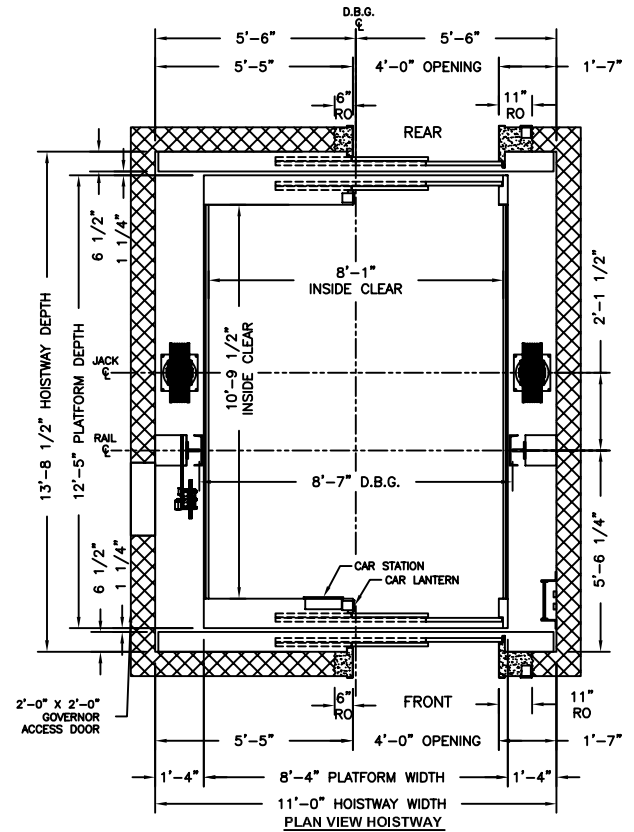 D.B.G.
℄
5'-6" 5'-6"
5'-5" 4'-0" OPENING 1'-7"
6" RO
11" RO
REAR
6 1/2"
1 1/4"
8'-1"
INSIDE CLEAR
2'-1 1/2"
13'-8 1/2" HOISTWAY DEPTH
12'-5" PLATFORM DEPTH
10'-9 1/2"
INSIDE CLEAR
JACK
℄
RAIL
℄
8'-7" D.B.G.
6 1/2"
1 1/4"
5'-6 1/4"
CAR STATION
CAR LANTERN
2'-0" X 2'-0"
GOVERNOR
ACCESS DOOR
6"
RO
FRONT
11"
RO
5'-5" 4'-0" OPENING 1'-7"
1'-4" 8'-4" PLATFORM WIDTH 1'-4"
11'-0" HOISTWAY WIDTH
PLAN VIEW HOISTWAY